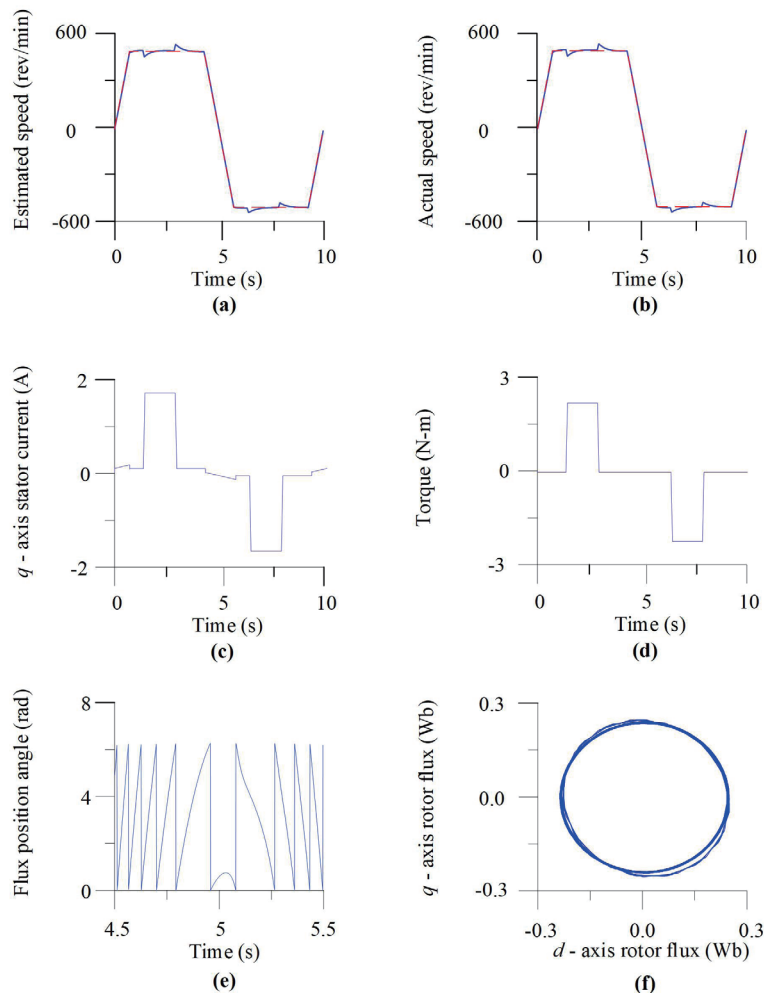 600
0
-600
Estimated speed (rev/min)
0 5 10
Time (s)
(a)
600
0
-600
Actual speed (rev/min)
0 5 10
Time (s)
(b)
2
0
-2
q - axis stator current (A)
0 5 10
Time (s)
(c)
3
0
-3
Torque (N-m)
0 5 10
Time (s)
(d)
8
4
0
Flux position angle (rad)
4.5 5 5.5
Time (s)
(e)
0.3
0.0
-0.3
q - axis rotor flux (Wb)
-0.3 0.0 0.3
d - axis rotor flux (Wb)
(f)